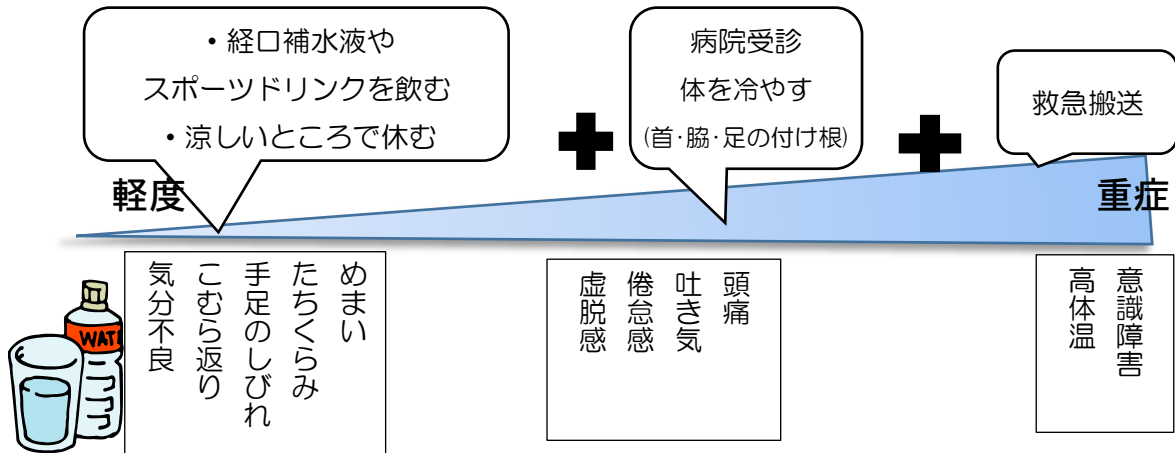 ・経口補水液や
スポーツドリンクを飲む
・涼しいところで休む
病院受診
体を冷やす
(首・脇・足の付け根)
救急搬送
軽度
重症
めまい
たちくらみ
手足のしびれ
こむら返り
気分不良
頭痛
吐き気
倦怠感
虚脱感
意識障害
高体温
WAT